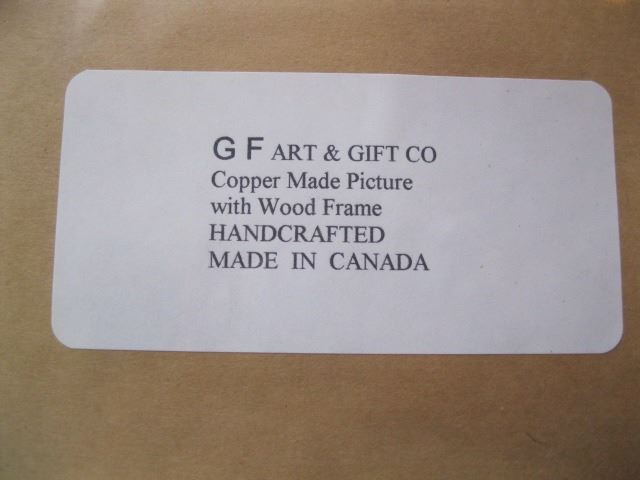 G F ART & GIFT CO
Copper Made Picture
with Wood Frame
HANDCRAFTED
MADE IN CANADA